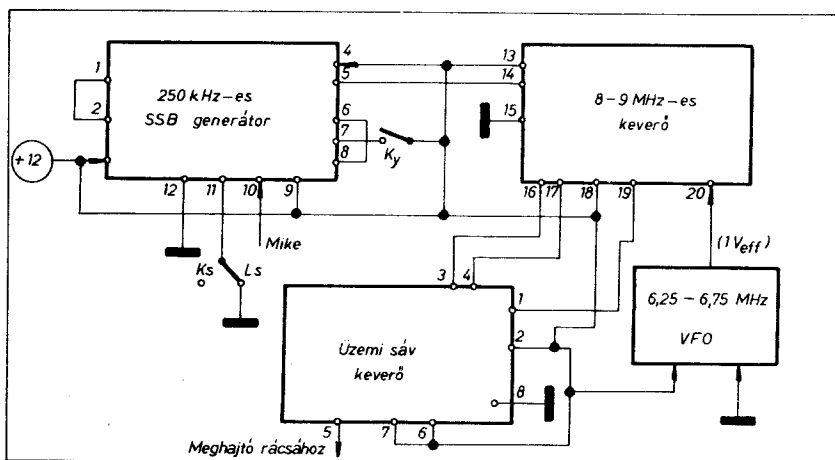 1
2
+12
250 kHz-es
SSB generátor
4
5
6
7
8
12
11
10
9
Mike
Ks
Ls
Ky
13
14
15
8-9 MHz-es
keverő
16
17
18
19
20
(1 Veff)
6,25 - 6,75 MHz
VFO
3
4
1
2
8
Üzemi sáv
keverő
5
7
6
Meghajtó rácsához